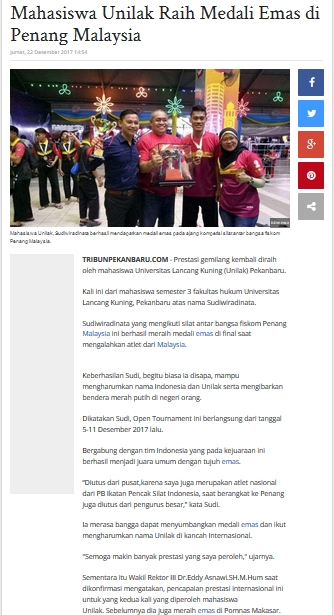 Mahasiswa Unilak Raih Medali Emas di
Penang Malaysia
Jumat, 22 Desember 2017 14:54
Mahasiswa Unilak, Sudiwiradinata berhasil mendapatkan medali emas pada ajang kompetisi silarantar bangsa fiskom
Penang Malaysia.
TRIBUNPEKANBARU.COM - Prestasi gemilang kembali diraih
oleh mahasiswa Universitas Lancang Kuning (Unilak) Pekanbaru.
Kali ini dari mahasiswa semester 3 fakultas hukum Universitas
Lancang Kuning, Pekanbaru atas nama Sudiwiradinata.
Sudiwiradinata yang mengikuti silat antar bangsa fiskom Penang
Malaysia ini berhasil meraih medali emas di final saat
mengalahkan atlet dari Malaysia.
Keberhasilan Sudi, begitu biasa ia disapa, mampu
mengharumkan nama Indonesia dan Unilak serta mengibarkan
bendera merah putih di negeri orang.
Dikatakan Sudi, Open Tournament ini berlangsung dari tanggal
5-11 Desember 2017 lalu.
Bergabung dengan tim Indonesia yang pada kejuaraan ini
berhasil menjadi juara umum dengan tujuh emas.
"Diutus dari pusat,karena saya juga merupakan atlet nasional
dari PB Ikatan Pencak Silat Indonesia, saat berangkat ke Penang
juga diutus dari pengurus besar," kata Sudi.
Ia merasa bangga dapat menyumbangkan medali emas dan ikut
mengharumkan nama Unilak di kancah Internasional.
"Semoga makin banyak prestasi yang saya peroleh," ujarnya.
Sementara itu Wakil Rektor III Dr.Eddy Asnawi.SH.M.Hum saat
dikonfirmasi mengatakan, pencapaian prestasi internasional ini
untuk yang kedua kali yang diperoleh mahasiswa
Unilak. Sebelumnya dia juga meraih emas di Pomnas Makasar.